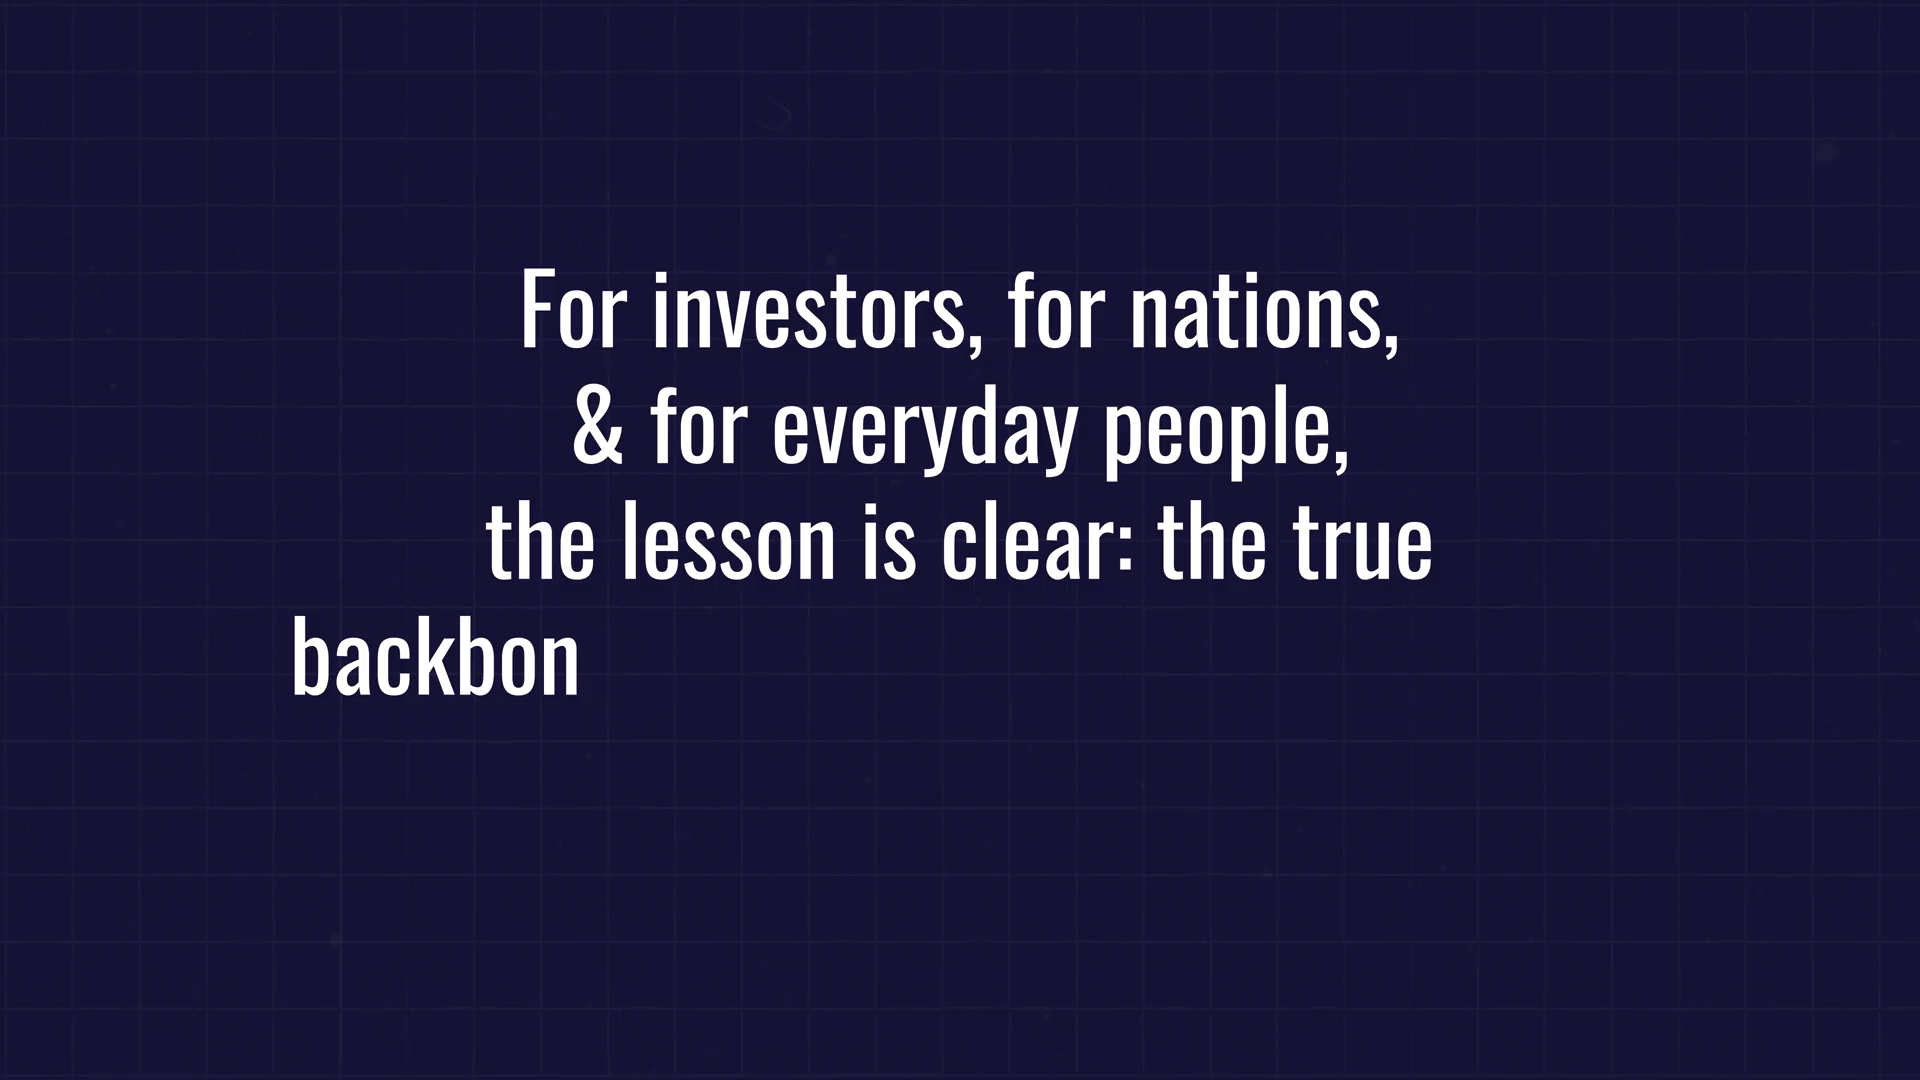 For investors, for nations,
& for everyday people,
the lesson is clear: the true
backbon